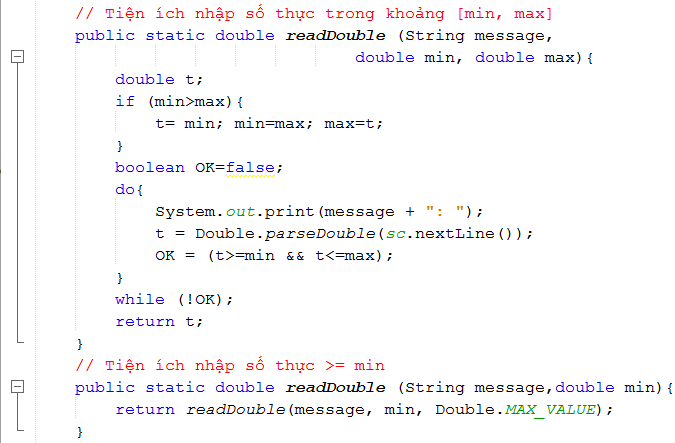 // Tiện ích nhập số thực trong khoảng [min, max]
public static double readDouble (String message,
double min, double max){
double t;
if (min>max){
t= min; min=max; max=t;
}
boolean OK=false;
do{
System.out.print(message + ": ");
t = Double.parseDouble(sc.nextLine());
OK = (t>=min && t<=max);
}
while (!OK);
return t;
}
// Tiện ích nhập số thực >= min
public static double readDouble (String message,double min){
return readDouble(message, min, Double.MAX_VALUE);
}